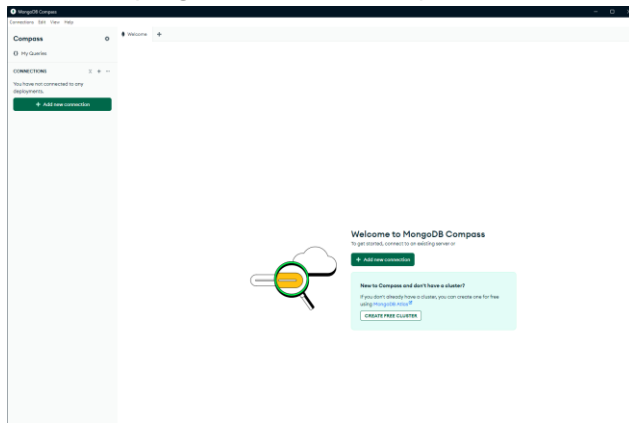 MongoDB Compass
Connections Edit View Help
Compass
Welcome
My Queries
CONNECTIONS
You have not connected to any
deployments.
+ Add new connection
Welcome to MongoDB Compass
To get started, connect to an existing server or
+ Add new connection
New to Compass and don't have a cluster?
If you don't already have a cluster, you can create one for free
using MongoDB Atlas
CREATE FREE CLUSTER